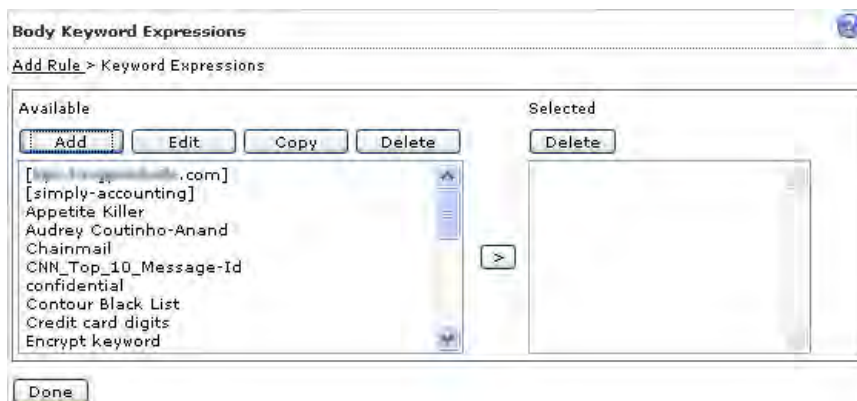 Body Keyword Expressions
Add Rule > Keyword Expressions
Available
Selected
Add
Edit
Copy
Delete
Delete
[ .com]
[simply-accounting]
Appetite Killer
Audrey Coutinho-Anand
Chainmail
CNN_Top_10_Message-Id
confidential
Contour Black List
Credit card digits
Encrypt keyword
>
Done